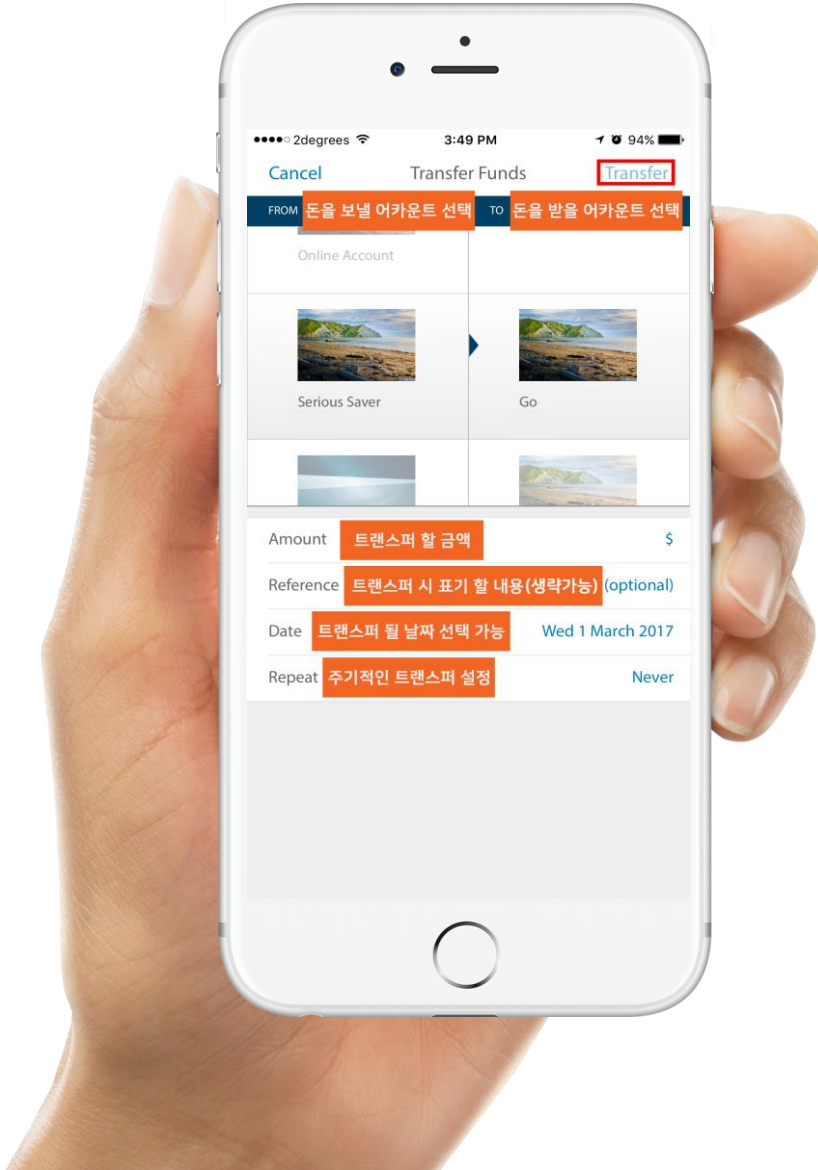 2degrees 3:49 PM 94%
Cancel Transfer Funds Transfer
FROM 돈을 보낼 어카운트 선택 TO 돈을 받을 어카운트 선택
Online Account
Serious Saver Go
Amount 트랜스퍼 할 금액 $
Reference 트랜스퍼 시 표기 할 내용(생략가능) (optional)
Date 트랜스퍼 될 날짜 선택 가능 Wed 1 March 2017
Repeat 주기적인 트랜스퍼 설정 Never